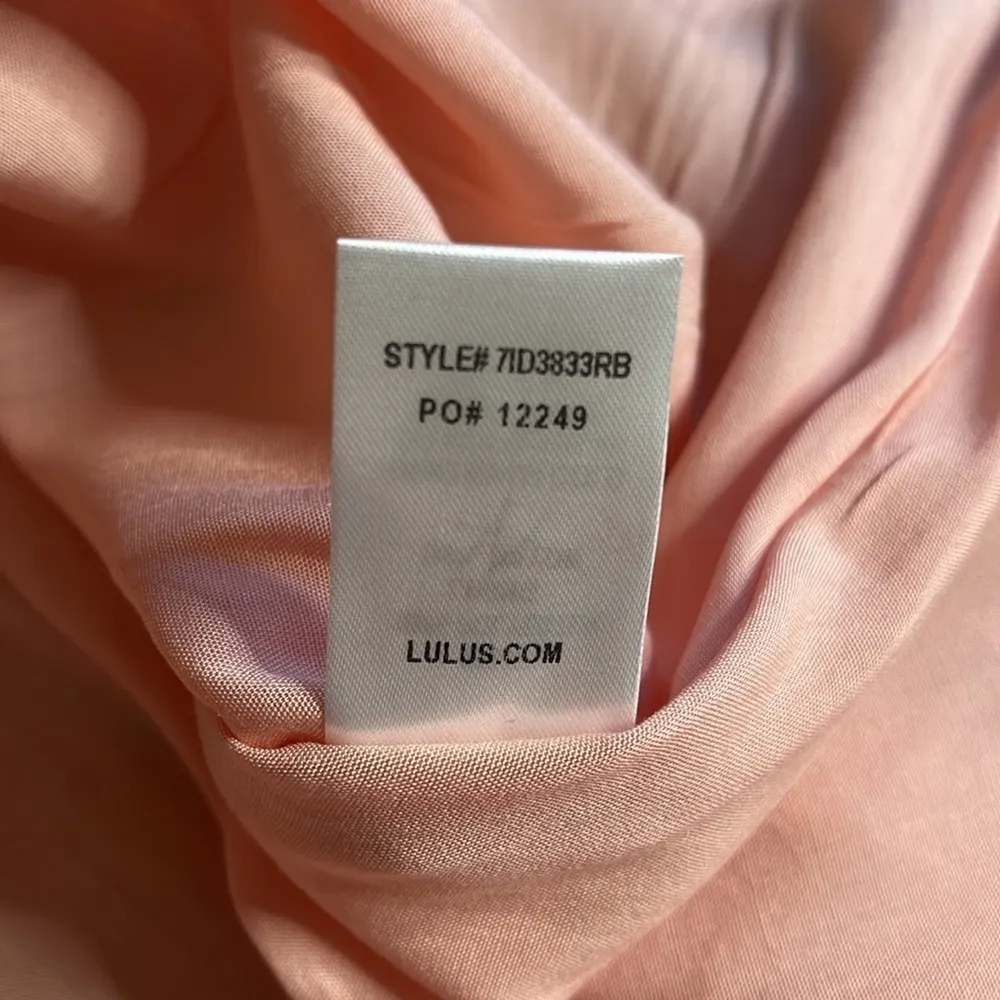 STYLE# 7ID3833RB
PO# 12249
LULUS.COM